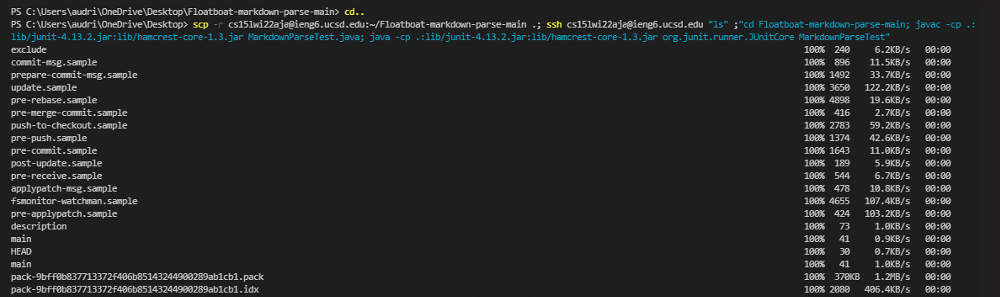 PS C:\Users\audri\OneDrive\Desktop\Floatboat-markdown-parse-main> cd..
PS C:\Users\audri\OneDrive\Desktop> scp -r cs15lwi22aje@ieng6.ucsd.edu:~/Floatboat-markdown-parse-main .; ssh cs15lwi22aje@ieng6.ucsd.edu "ls" ;"cd Floatboat-markdown-parse-main; javac -cp .:
lib/junit-4.13.2.jar:lib/hamcrest-core-1.3.jar MarkdownParseTest.java; java -cp .:lib/junit-4.13.2.jar:lib/hamcrest-core-1.3.jar org.junit.runner.JUnitCore MarkdownParseTest"
exclude 100% 240 6.2KB/s 00:00
commit-msg.sample 100% 896 11.5KB/s 00:00
prepare-commit-msg.sample 100% 1492 33.7KB/s 00:00
update.sample 100% 3650 122.2KB/s 00:00
pre-rebase.sample 100% 4898 19.6KB/s 00:00
pre-merge-commit.sample 100% 416 2.7KB/s 00:00
push-to-checkout.sample 100% 2783 59.2KB/s 00:00
pre-push.sample 100% 1374 42.6KB/s 00:00
pre-commit.sample 100% 1643 11.0KB/s 00:00
post-update.sample 100% 189 5.9KB/s 00:00
pre-receive.sample 100% 544 6.7KB/s 00:00
applypatch-msg.sample 100% 478 10.8KB/s 00:00
fsmonitor-watchman.sample 100% 4655 107.4KB/s 00:00
pre-applypatch.sample 100% 424 103.2KB/s 00:00
description 100% 73 1.0KB/s 00:00
main 100% 41 0.9KB/s 00:00
HEAD 100% 30 0.7KB/s 00:00
main 100% 41 1.0KB/s 00:00
pack-9bff0b837713372f406b85143244900289ab1cb1.pack 100% 370KB 1.2MB/s 00:00
pack-9bff0b837713372f406b85143244900289ab1cb1.idx 100% 2080 406.4KB/s 00:00